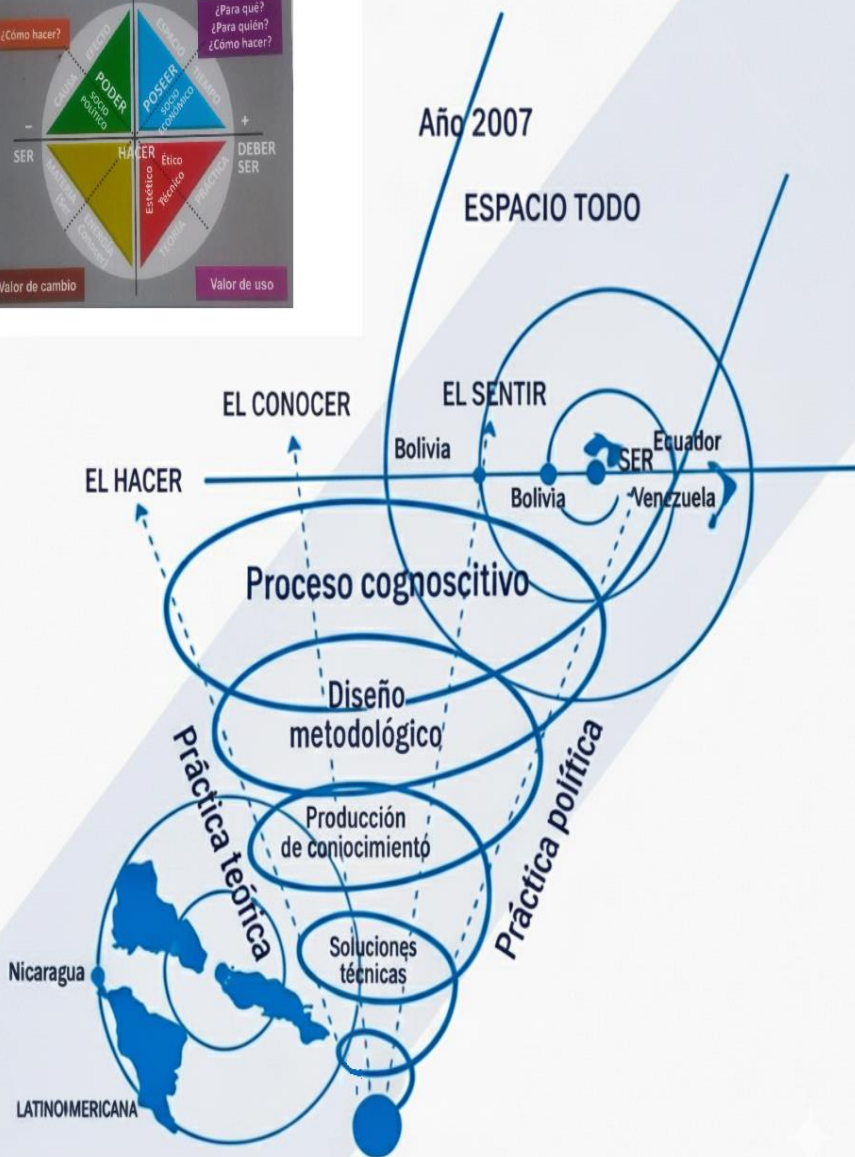 ¿Cómo hacer?
¿Para qué?
¿Para quién?
¿Cómo hacer?
CAUSA
EFECTO
ESPACIO
TIEMPO
PODER
SOCIO
POLÍTICO
POSEER
SOCIO
ECONÓMICO
–
+
SER
HACER
DEBER
SER
Estético
Ético
Técnico
ENERGÍA
TEORÍA
PRÁCTICA
Valor de cambio
Valor de uso
Año 2007
ESPACIO TODO
EL CONOCER
EL SENTIR
EL HACER
Bolivia
SER
Ecuador
Bolivia
Venezuela
Proceso cognoscitivo
Diseño
metodológico
Práctica teórica
Práctica política
Producción
de coniocimiento
Soluciones
técnicas
Nicaragua
LATINOIMERICANA